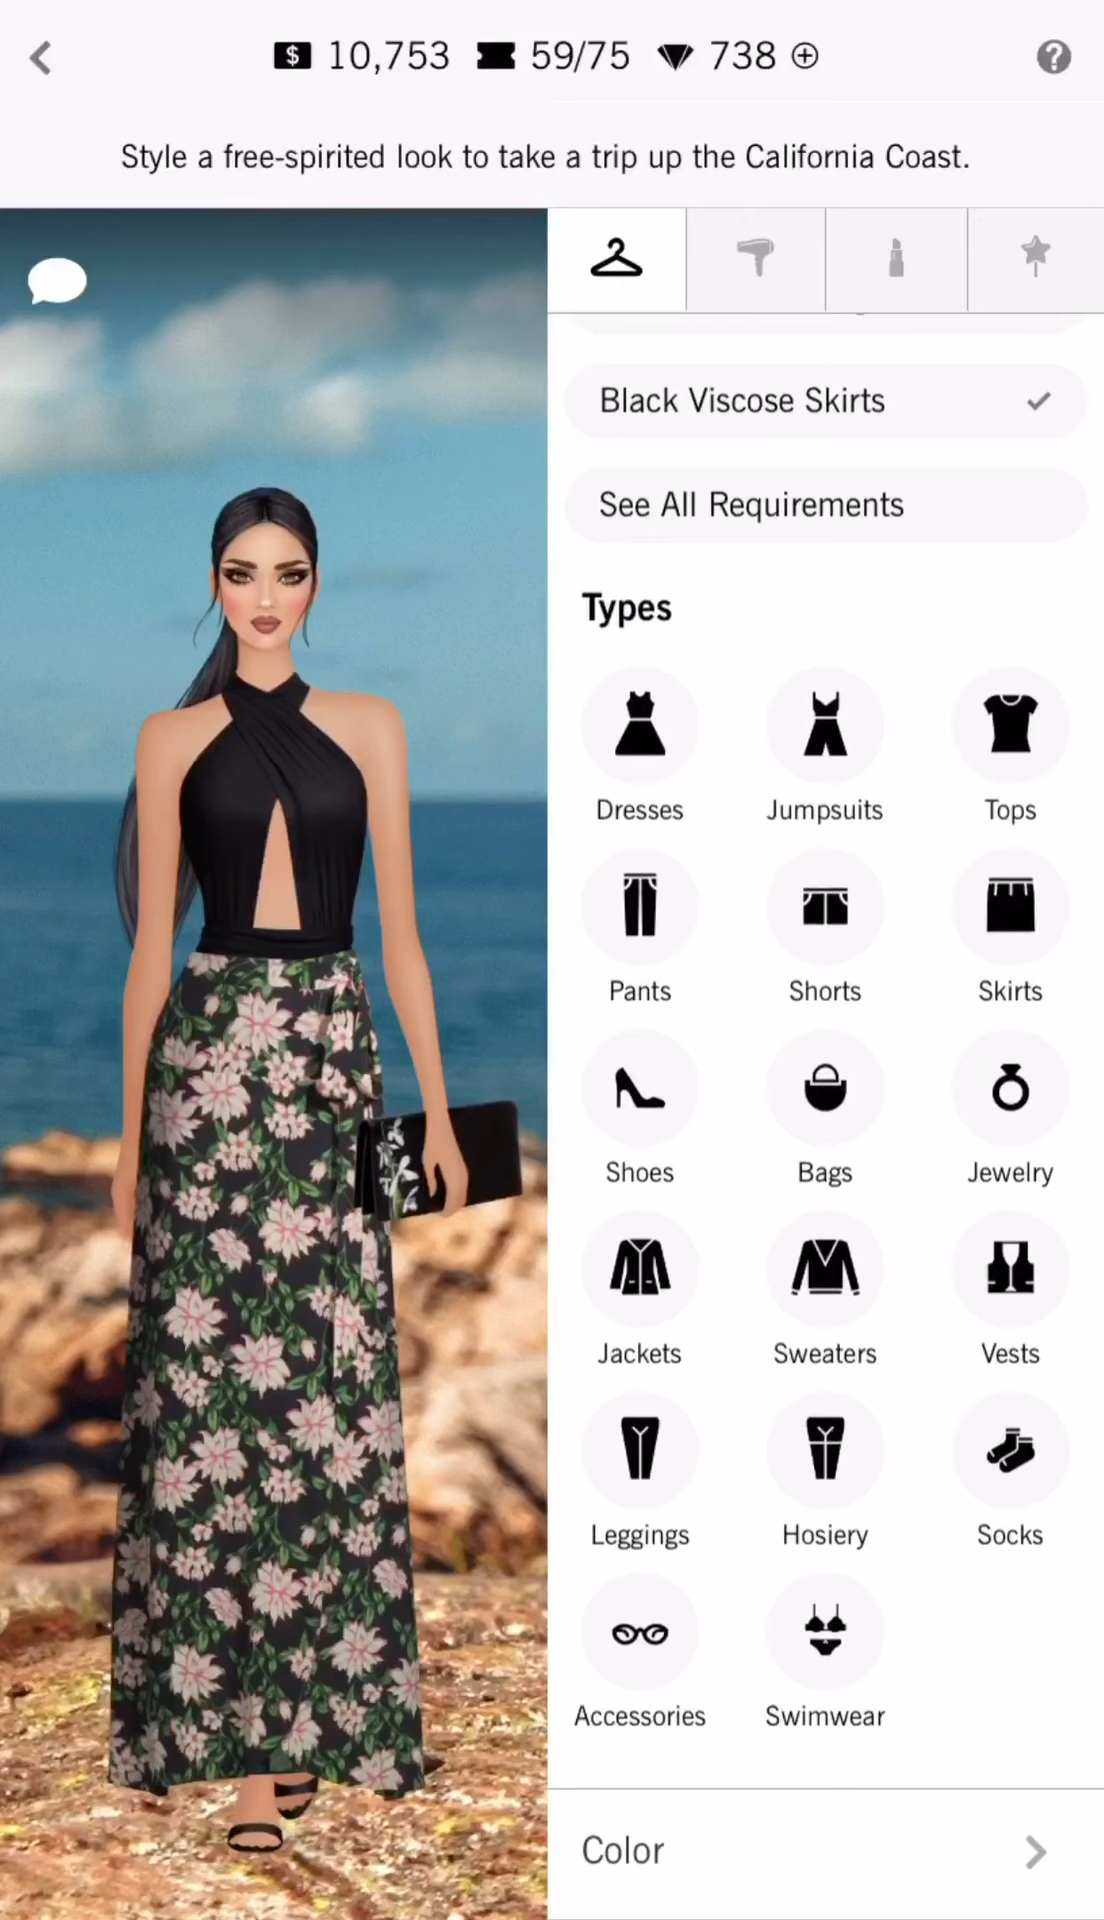 $ 10,753 59/75 738
Style a free-spirited look to take a trip up the California Coast.
Black Viscose Skirts
See All Requirements
Types
Dresses Jumpsuits Tops
Pants Shorts Skirts
Shoes Bags Jewelry
Jackets Sweaters Vests
Leggings Hosiery Socks
Accessories Swimwear
Color